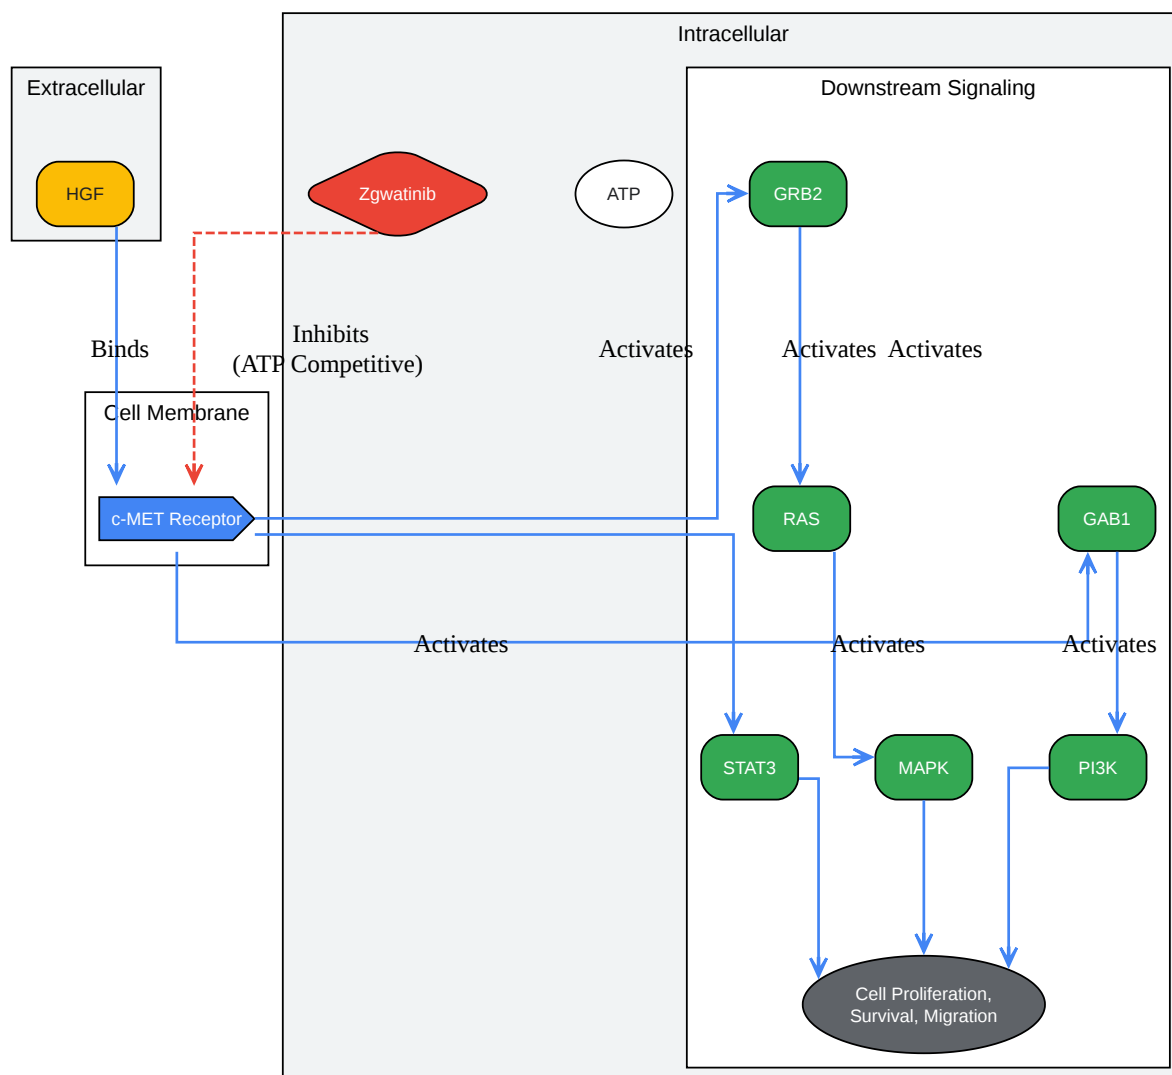 Intracellular
Extracellular
Downstream Signaling
HGF
Zgwatinib
ATP
GRB2
Binds
Inhibits
(ATP Competitive)
Activates
Activates
Activates
Cell Membrane
c-MET Receptor
RAS
GAB1
Activates
Activates
Activates
STAT3
MAPK
PI3K
Cell Proliferation,
Survival, Migration